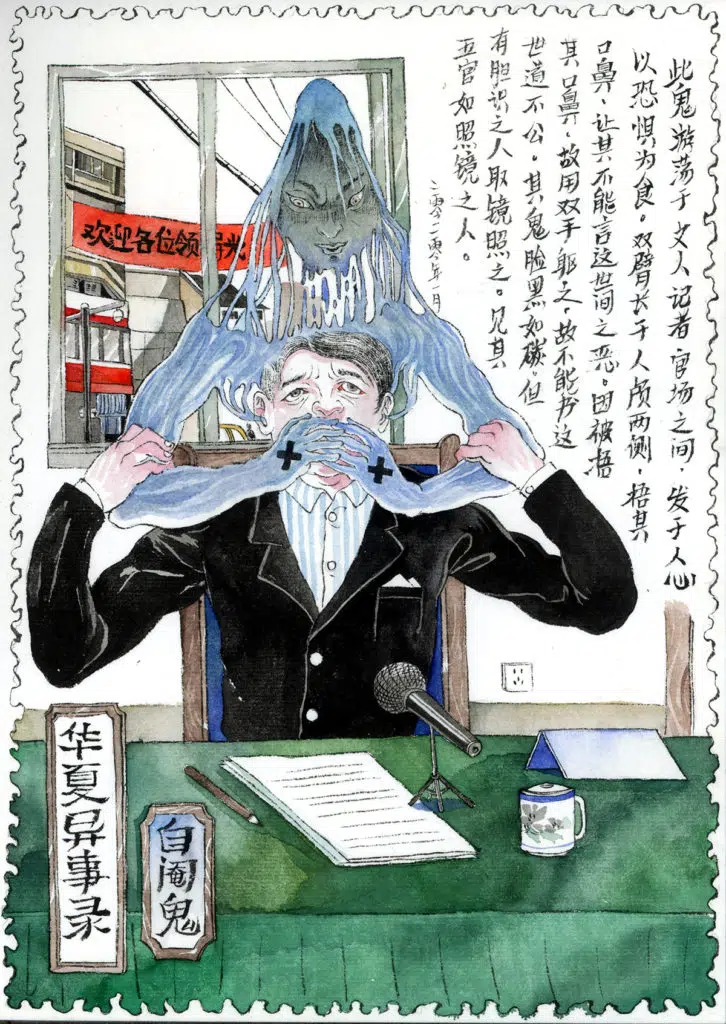 此鬼游荡于文人记者官场之间,发于人心
以恐惧为食。双臂长于人颅两侧,捂其
口鼻,让其不能言这世间之恶。因被捂
其口鼻,故用双手躯之,故不能书这
世道不公。其鬼脸黑如碳,但
有胆识之人取镜照之。见其
五官如照镜之人。
二零二零年一月
欢迎各位领导光
华夏异事录
自阉鬼